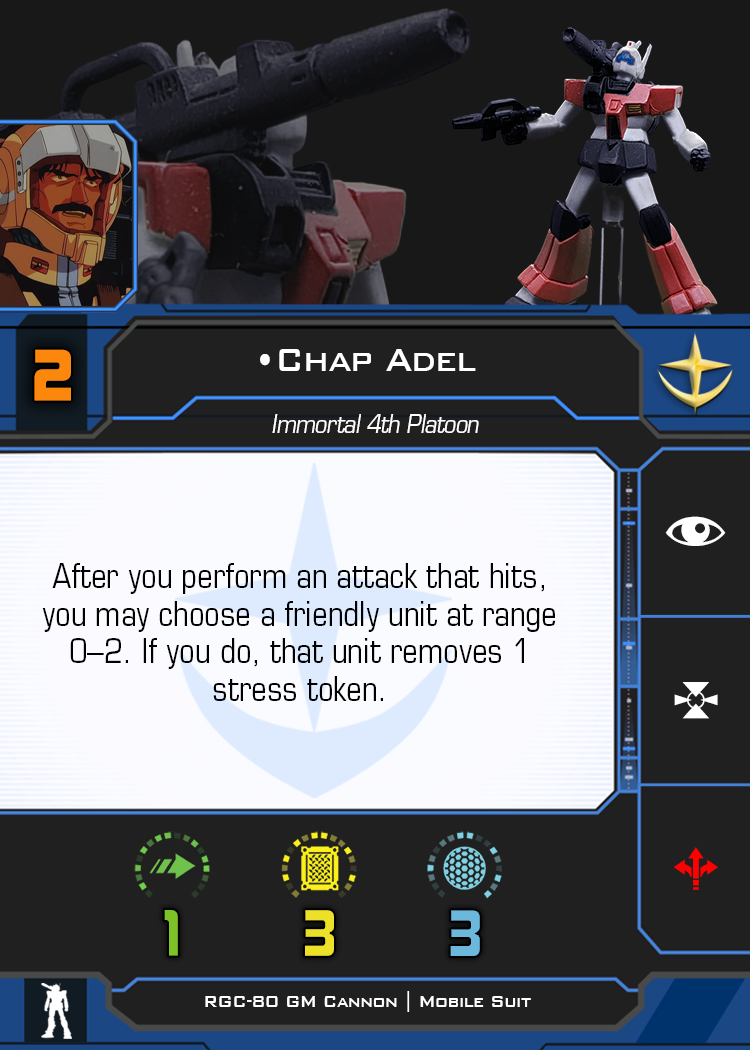 2
•Chap Adel
Immortal 4th Platoon
After you perform an attack that hits,
you may choose a friendly unit at range
0–2. If you do, that unit removes 1
stress token.
1 3 3
RGC-80 GM Cannon | Mobile Suit